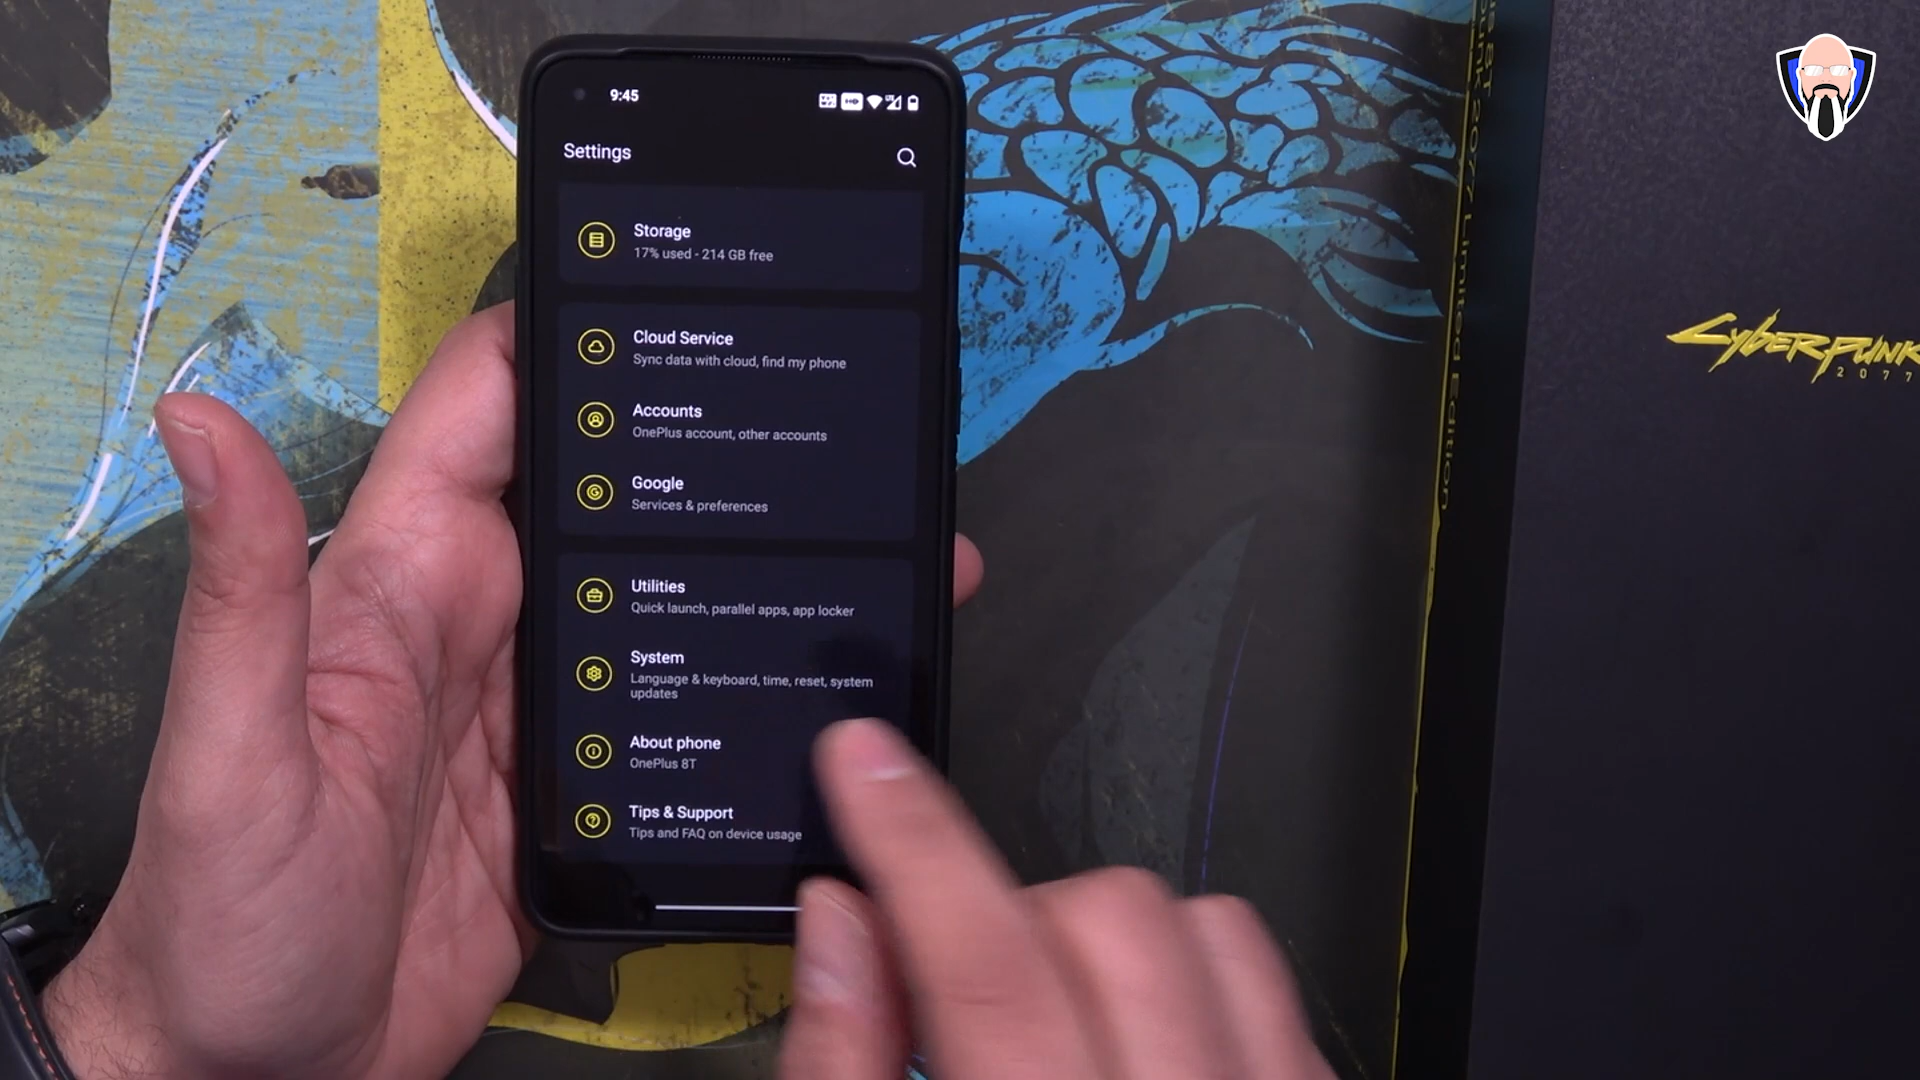 9:45
Settings
Storage
17% used - 214 GB free
Cloud Service
Sync data with cloud, find my phone
Accounts
OnePlus account, other accounts
Google
Services & preferences
Utilities
Quick launch, parallel apps, app locker
System
Language & keyboard, time, reset, system
updates
About phone
OnePlus 8T
Tips & Support
Tips and FAQ on device usage
2077 Limited Edition
CYBERPUNK
2077